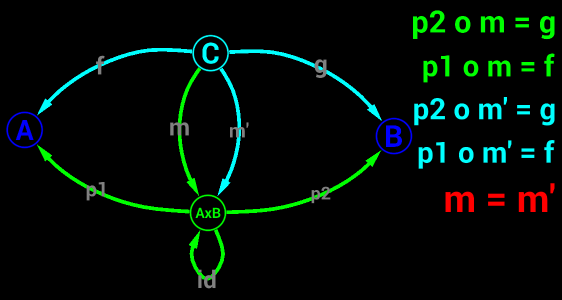 p2 o m = g
C
f
g
p1 o m = f
p2 o m' = g
m
m'
A
B
p1 o m' = f
p1
p2
m = m'
AxB
id